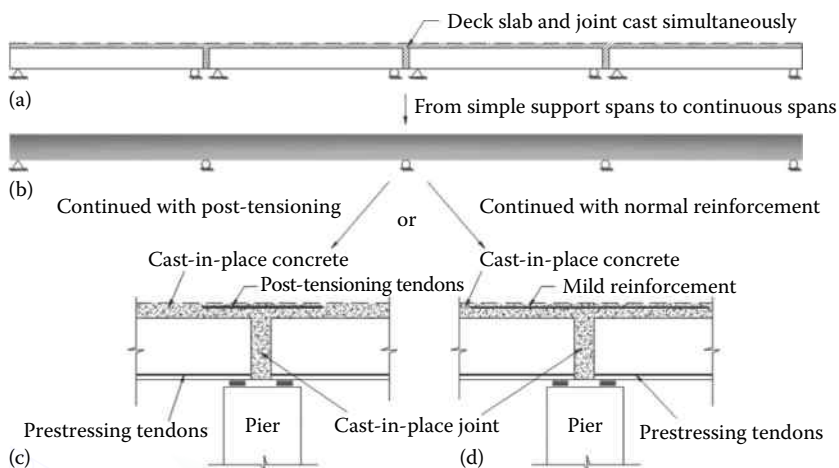 Deck slab and joint cast simultaneously
(a)
From simple support spans to continuous spans
(b)
Continued with post-tensioning
or
Continued with normal reinforcement
Cast-in-place concrete
Post-tensioning tendons
Cast-in-place concrete
Mild reinforcement
Prestressing tendons
Pier
Cast-in-place joint
Pier
Prestressing tendons
(c)
(d)